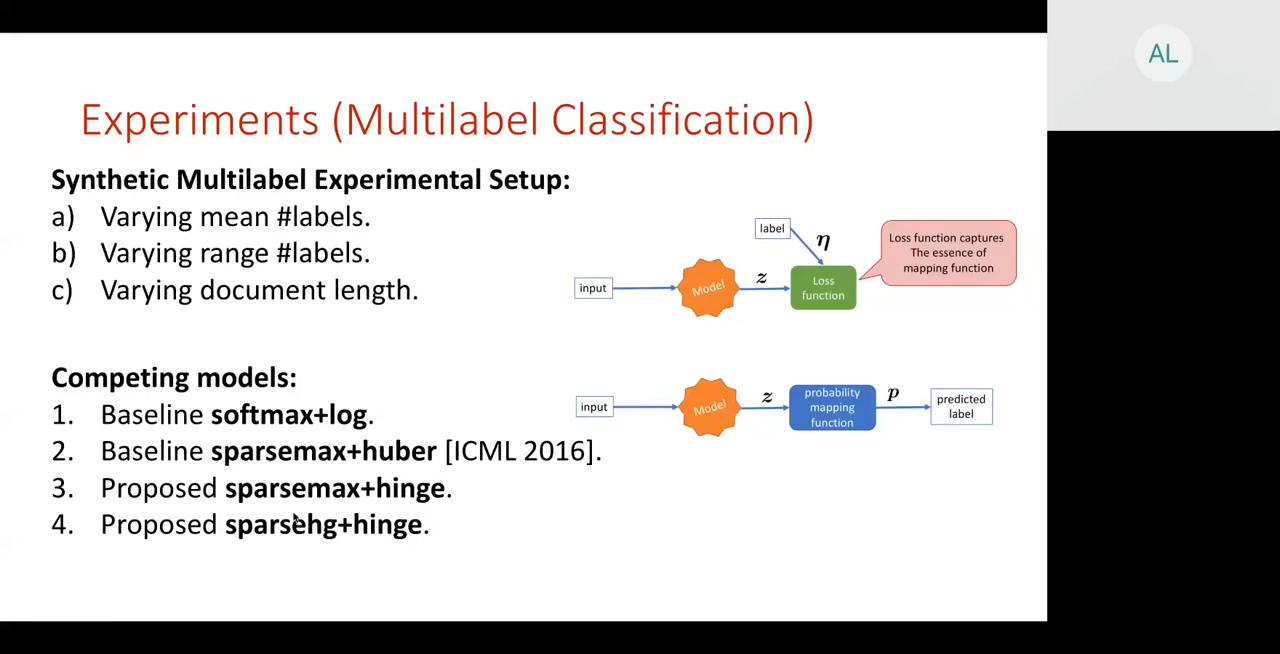 AL
Experiments (Multilabel Classification)
Synthetic Multilabel Experimental Setup:
a) Varying mean #labels.
b) Varying range #labels.
c) Varying document length.
label
η
Loss function captures
The essence of
mapping function
input
Model
z
Loss
function
Competing models:
1. Baseline softmax+log.
2. Baseline sparsemax+huber [ICML 2016].
3. Proposed sparsemax+hinge.
4. Proposed sparsehg+hinge.
input
Model
z
probability
mapping
function
p
predicted
label